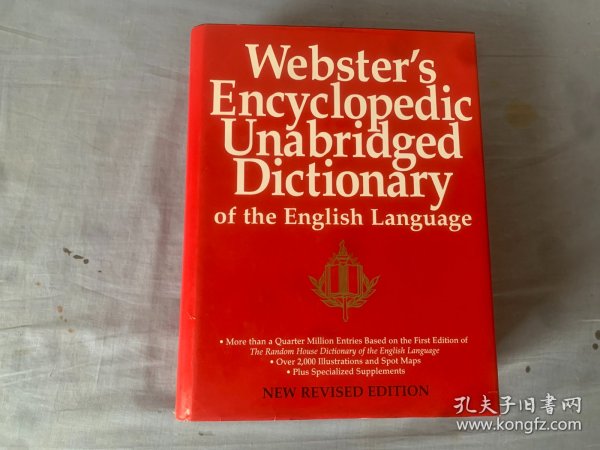 Webster's
Encyclopedic
Unabridged
Dictionary
of the English Language
• More than a Quarter Million Entries Based on the First Edition of
The Random House Dictionary of the English Language
• Over 2,000 Illustrations and Spot Maps
• Plus Specialized Supplements
NEW REVISED EDITION
孔夫子旧書网
www.kongfz.com